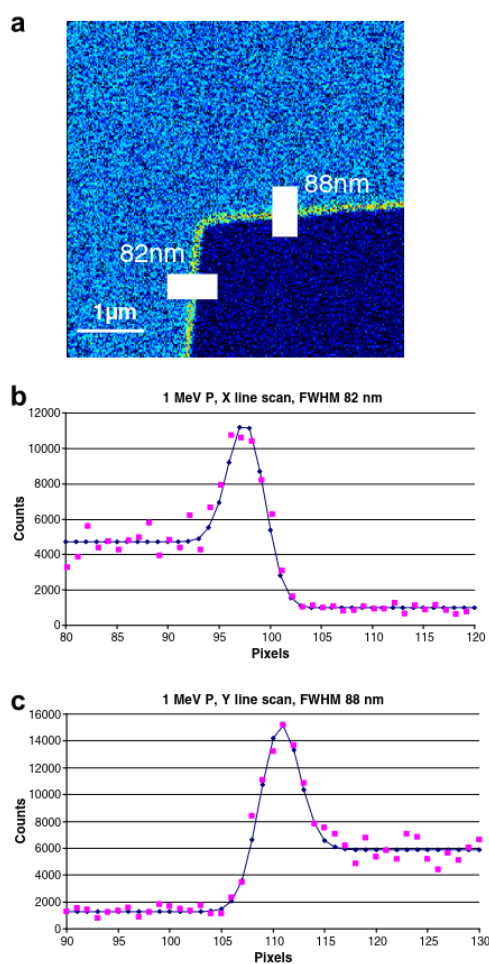 a
88nm
82nm
1μm
b
1 MeV P, X line scan, FWHM 82 nm
12000
10000
8000
6000
4000
2000
0
Counts
80 85 90 95 100 105 110 115 120
Pixels
c
1 MeV P, Y line scan, FWHM 88 nm
16000
14000
12000
10000
8000
6000
4000
2000
0
Counts
90 95 100 105 110 115 120 125 130
Pixels